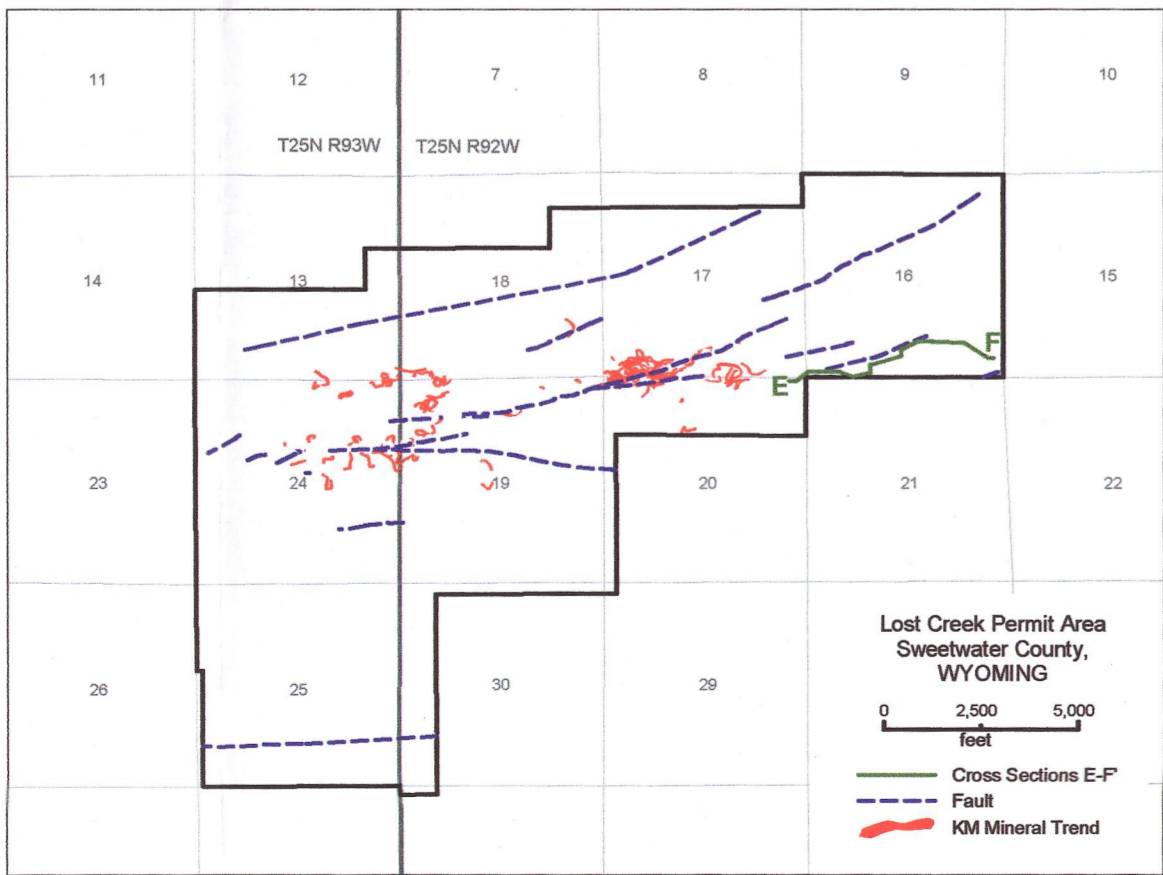 11
12
7
8
9
10
T25N R93W
T25N R92W
14
13
18
17
16
15
E
F
23
24
19
20
21
22
26
25
30
29
Lost Creek Permit Area
Sweetwater County,
WYOMING
0 2,500 5,000
feet
Cross Sections E-F'
Fault
KM Mineral Trend